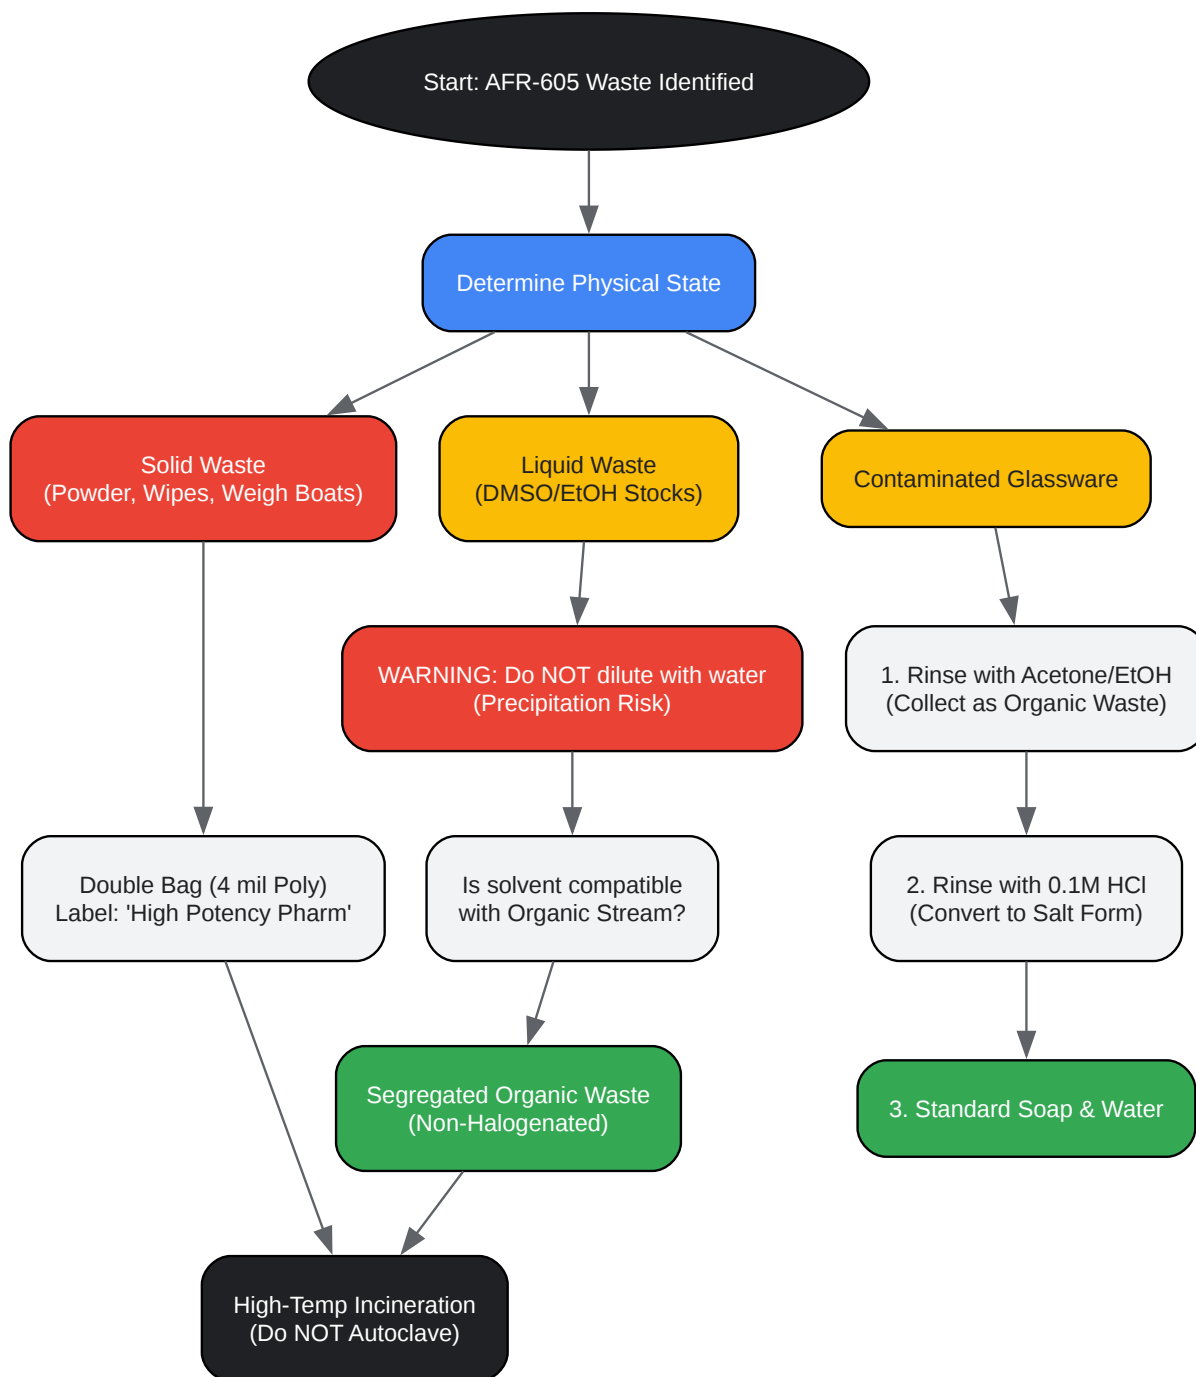 Start: AFR-605 Waste Identified
Determine Physical State
Solid Waste
(Powder, Wipes, Weigh Boats)
Liquid Waste
(DMSO/EtOH Stocks)
Contaminated Glassware
WARNING: Do NOT dilute with water
(Precipitation Risk)
1. Rinse with Acetone/EtOH
(Collect as Organic Waste)
Double Bag (4 mil Poly)
Label: 'High Potency Pharm'
Is solvent compatible
with Organic Stream?
2. Rinse with 0.1M HCl
(Convert to Salt Form)
Segregated Organic Waste
(Non-Halogenated)
3. Standard Soap & Water
High-Temp Incineration
(Do NOT Autoclave)